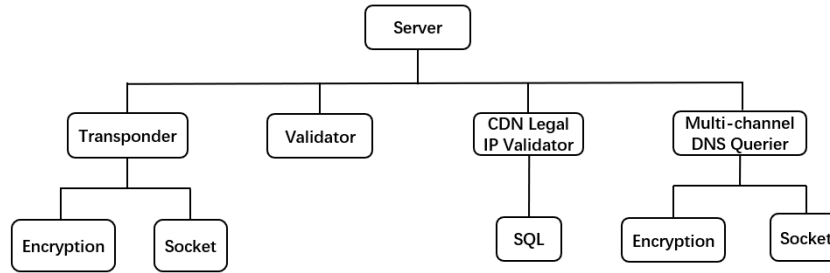 Server
Transponder
Validator
CDN Legal
IP Validator
Multi-channel
DNS Querier
Encryption
Socket
SQL
Encryption
Socket